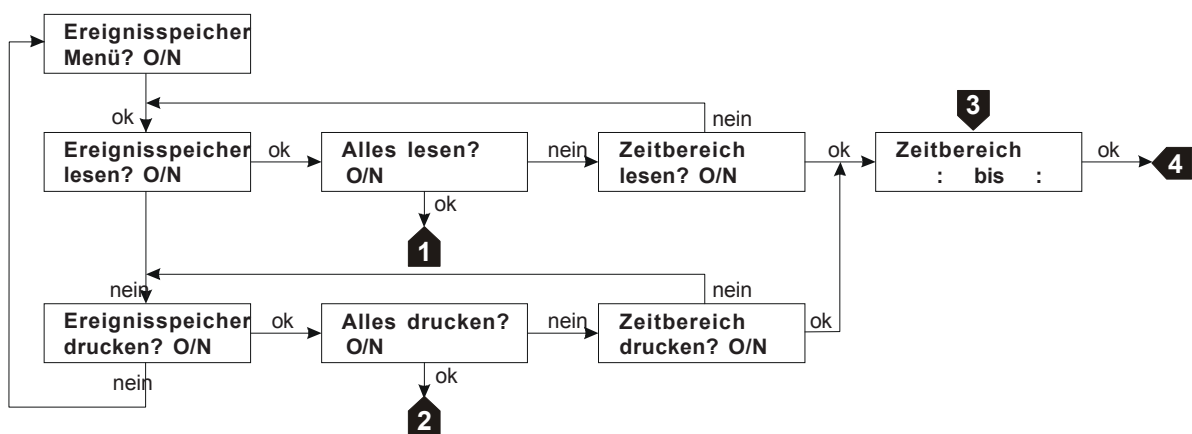 Ereignisspeicher
Menü? O/N
3
nein
ok
Ereignisspeicher
lesen? O/N
ok
Alles lesen?
O/N
nein
Zeitbereich
lesen? O/N
ok
Zeitbereich
: bis :
ok
4
ok
1
nein
nein
Ereignisspeicher
drucken? O/N
ok
Alles drucken?
O/N
nein
Zeitbereich
drucken? O/N
ok
nein
ok
2